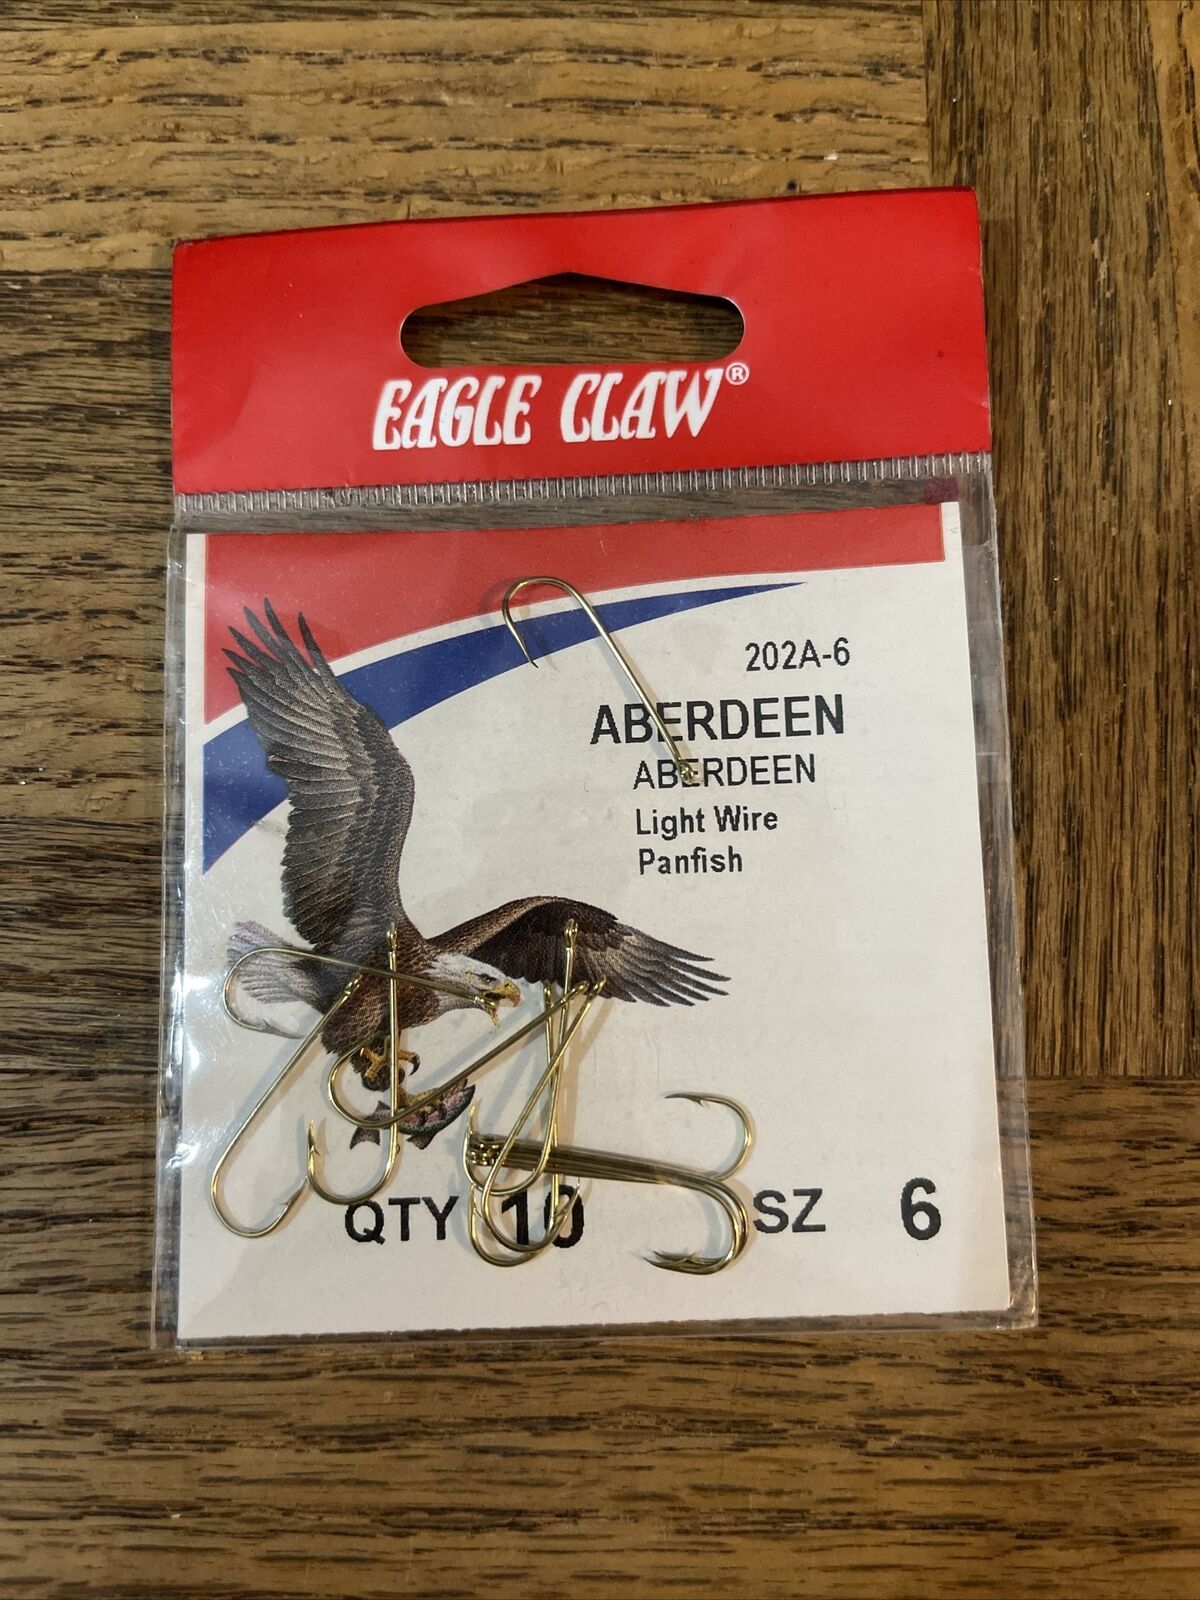 EAGLE CLAW®
202A-6
ABERDEEN
ABERDEEN
Light Wire
Panfish
QTY 10 SZ 6